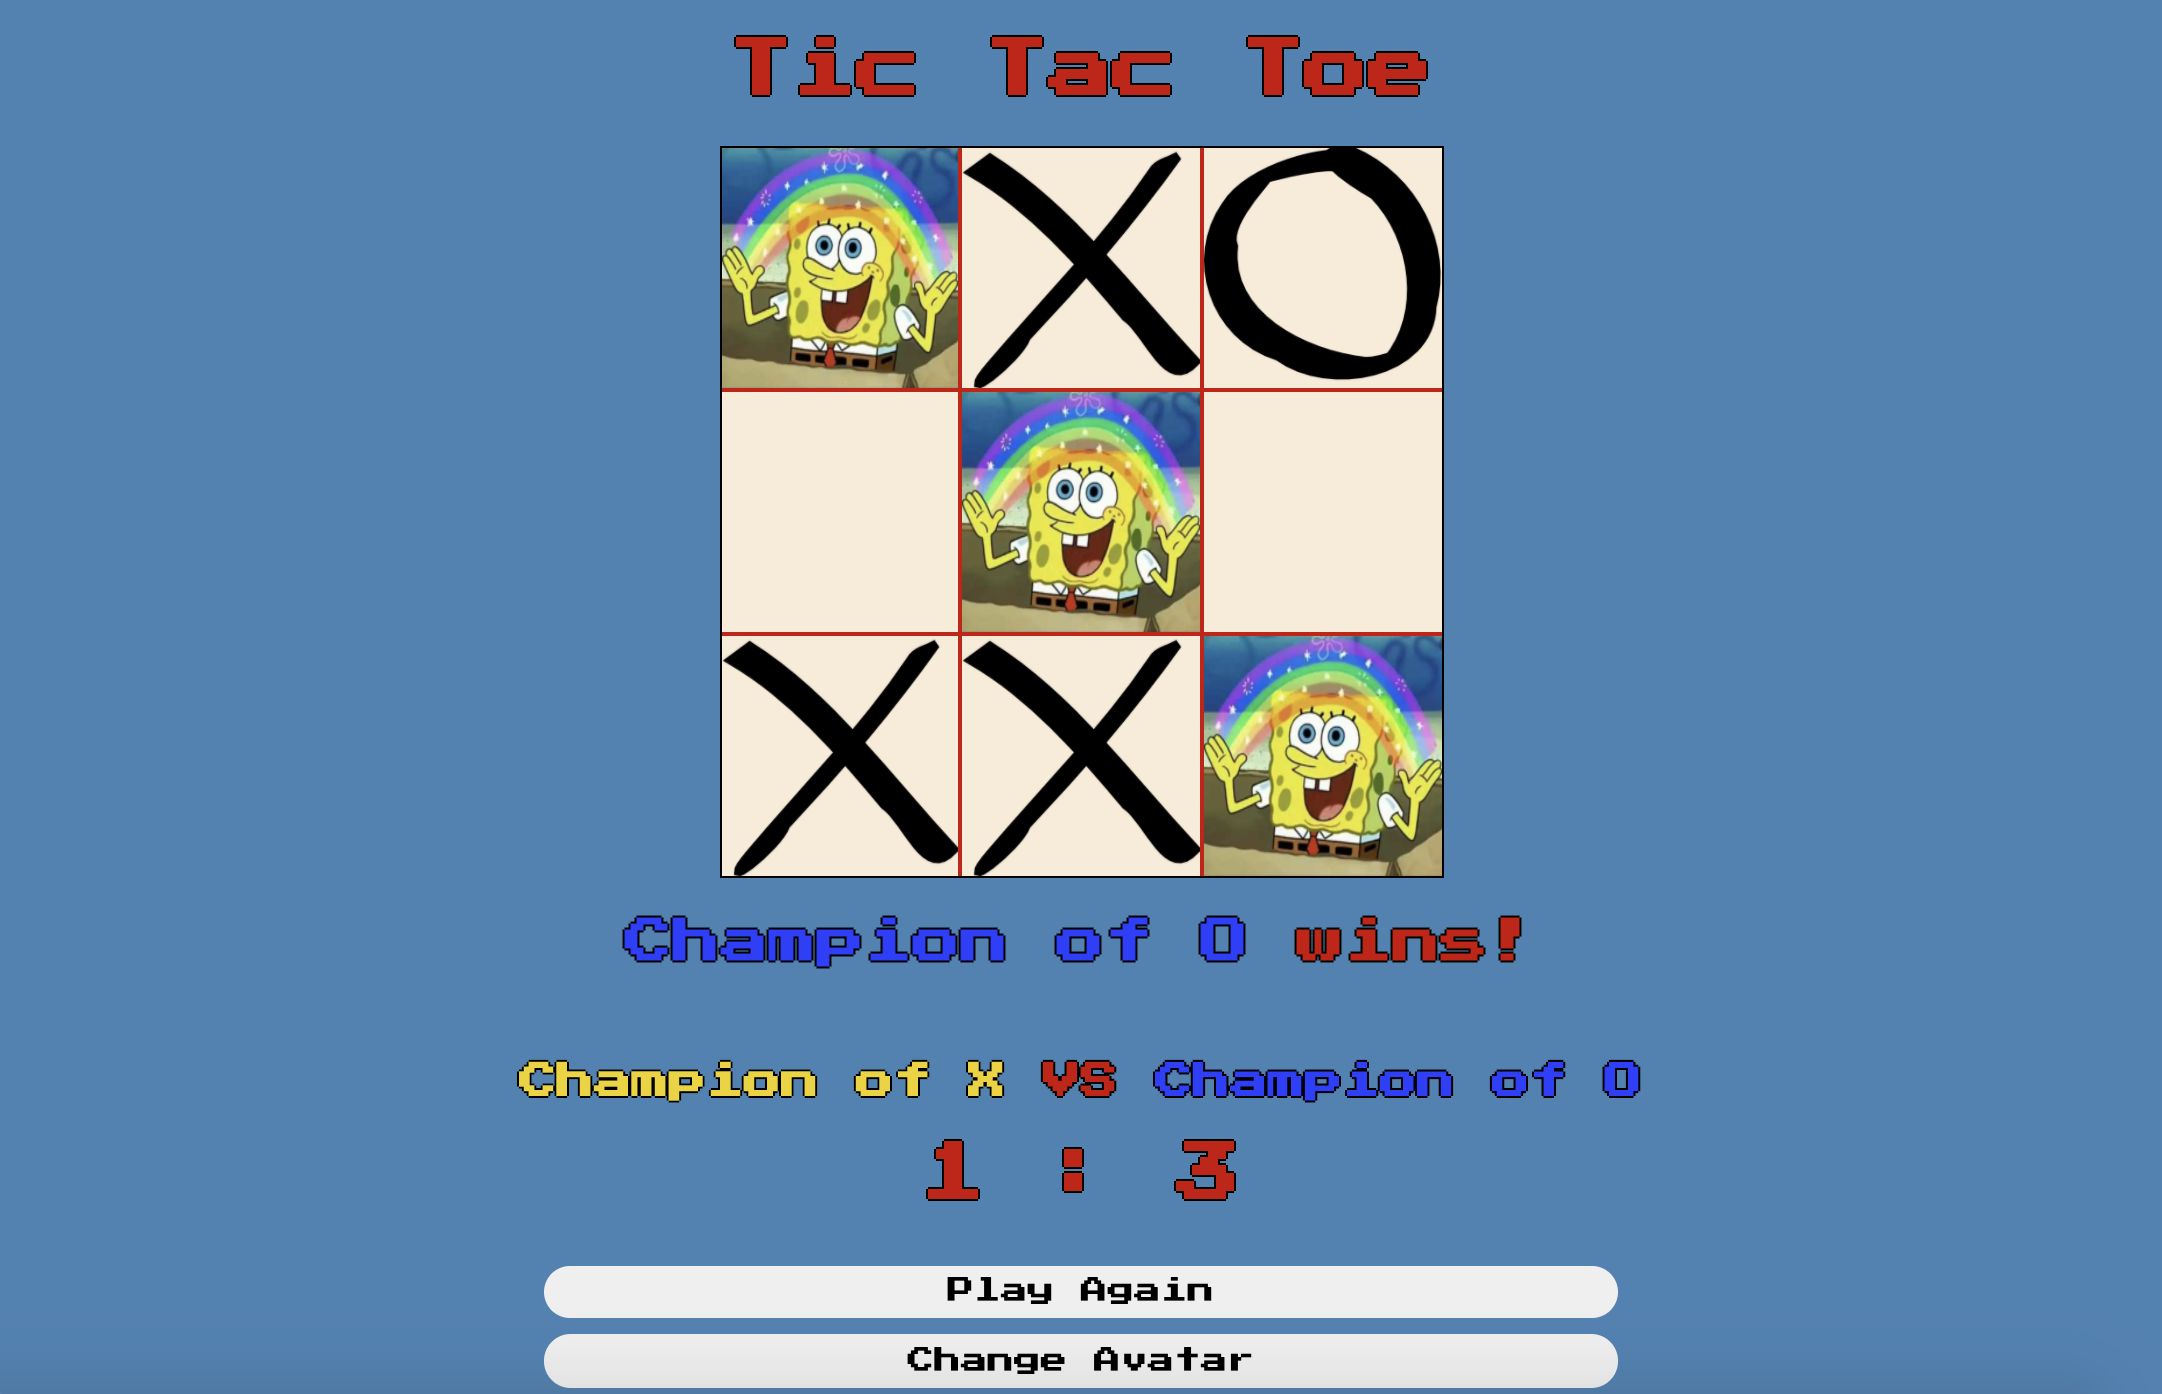 Tic Tac Toe
Champion of O wins!
Champion of X VS Champion of O
1 : 3
Play Again
Change Avatar